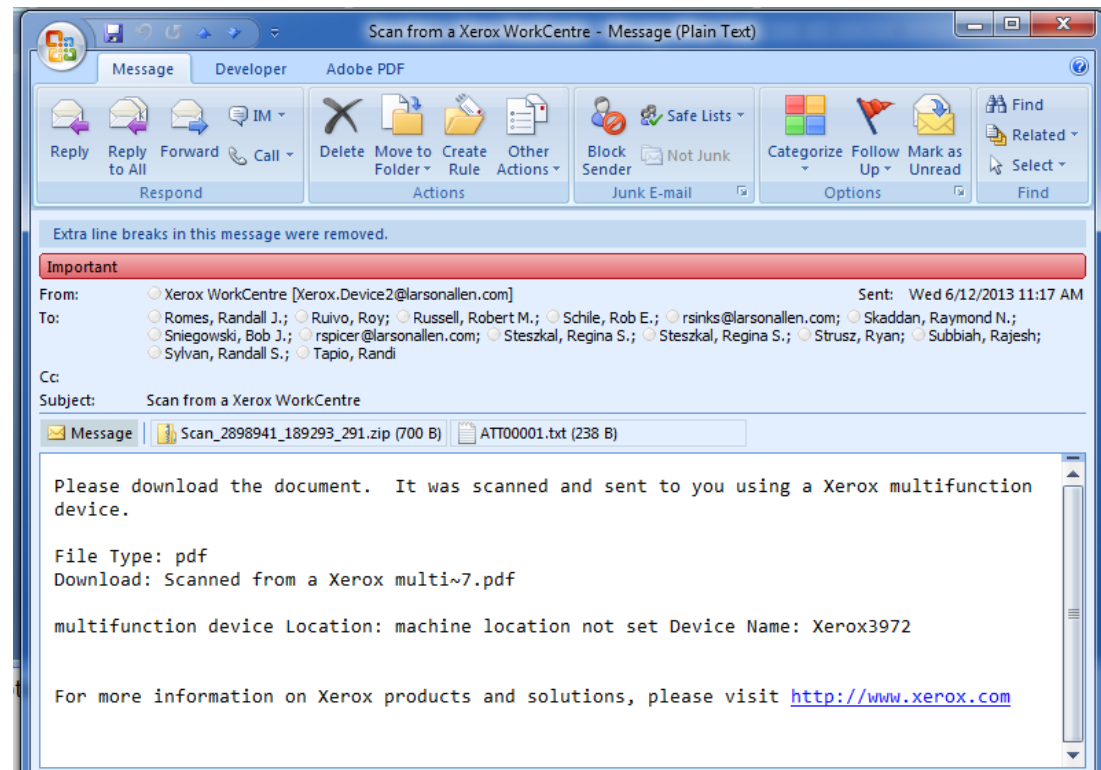 Scan from a Xerox WorkCentre - Message (Plain Text)
Message Developer Adobe PDF
Reply Reply to All Forward IM Call Delete Move to Folder Create Rule Other Actions Block Sender Safe Lists Not Junk Categorize Follow Up Mark as Unread Find Related Select
Respond Actions Junk E-mail Options Find
Extra line breaks in this message were removed.
Important
From: Xerox WorkCentre [Xerox.Device2@larsonallen.com] Sent: Wed 6/12/2013 11:17 AM
To: Romes, Randall J.; Ruivo, Roy; Russell, Robert M.; Schile, Rob E.; rsinks@larsonallen.com; Skaddan, Raymond N.;
Sniegowski, Bob J.; rspicer@larsonallen.com; Steszkal, Regina S.; Steszkal, Regina S.; Strusz, Ryan; Subbiah, Rajesh;
Sylvan, Randall S.; Tapio, Randi
Cc:
Subject: Scan from a Xerox WorkCentre
Message Scan_2898941_189293_291.zip (700 B) ATT00001.txt (238 B)
Please download the document.  It was scanned and sent to you using a Xerox multifunction
device.
File Type: pdf
Download: Scanned from a Xerox multi~7.pdf
multifunction device Location: machine location not set Device Name: Xerox3972
For more information on Xerox products and solutions, please visit http://www.xerox.com